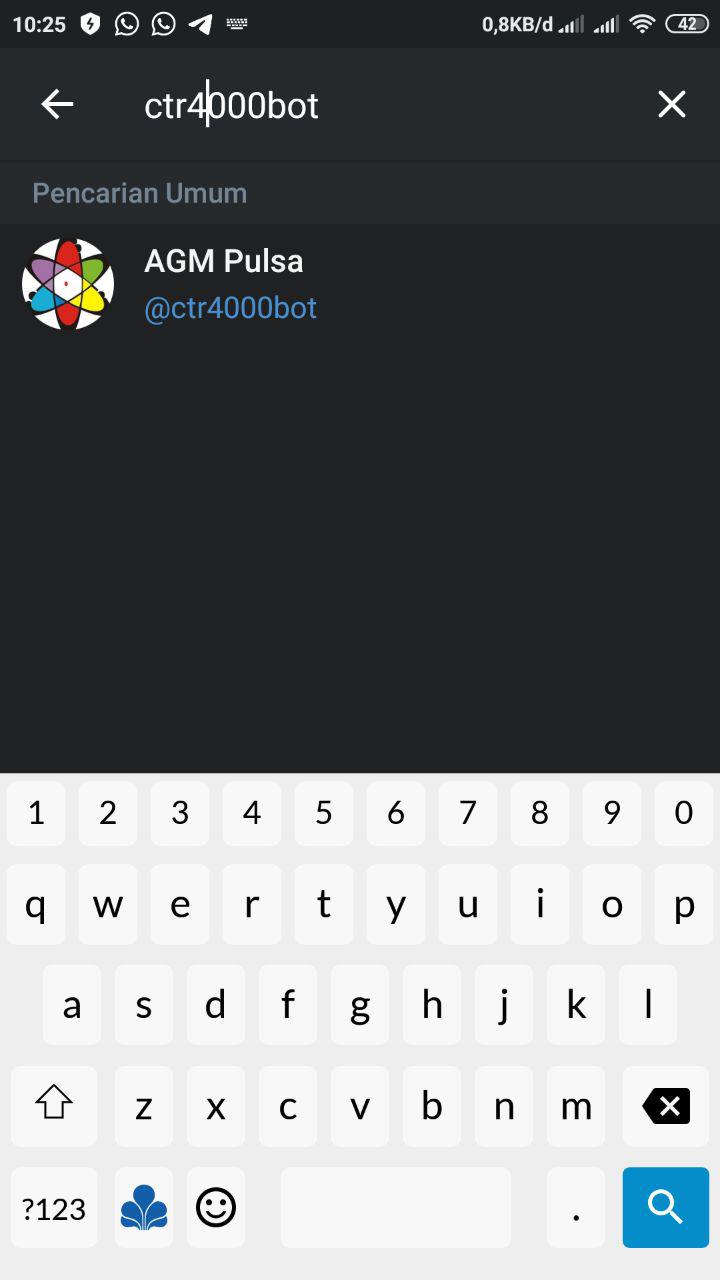 10:25 0,8KB/d 42
ctr4000bot
Pencarian Umum
AGM Pulsa
@ctr4000bot
1 2 3 4 5 6 7 8 9 0
q w e r t y u i o p
a s d f g h j k l
z x c v b n m
?123 .